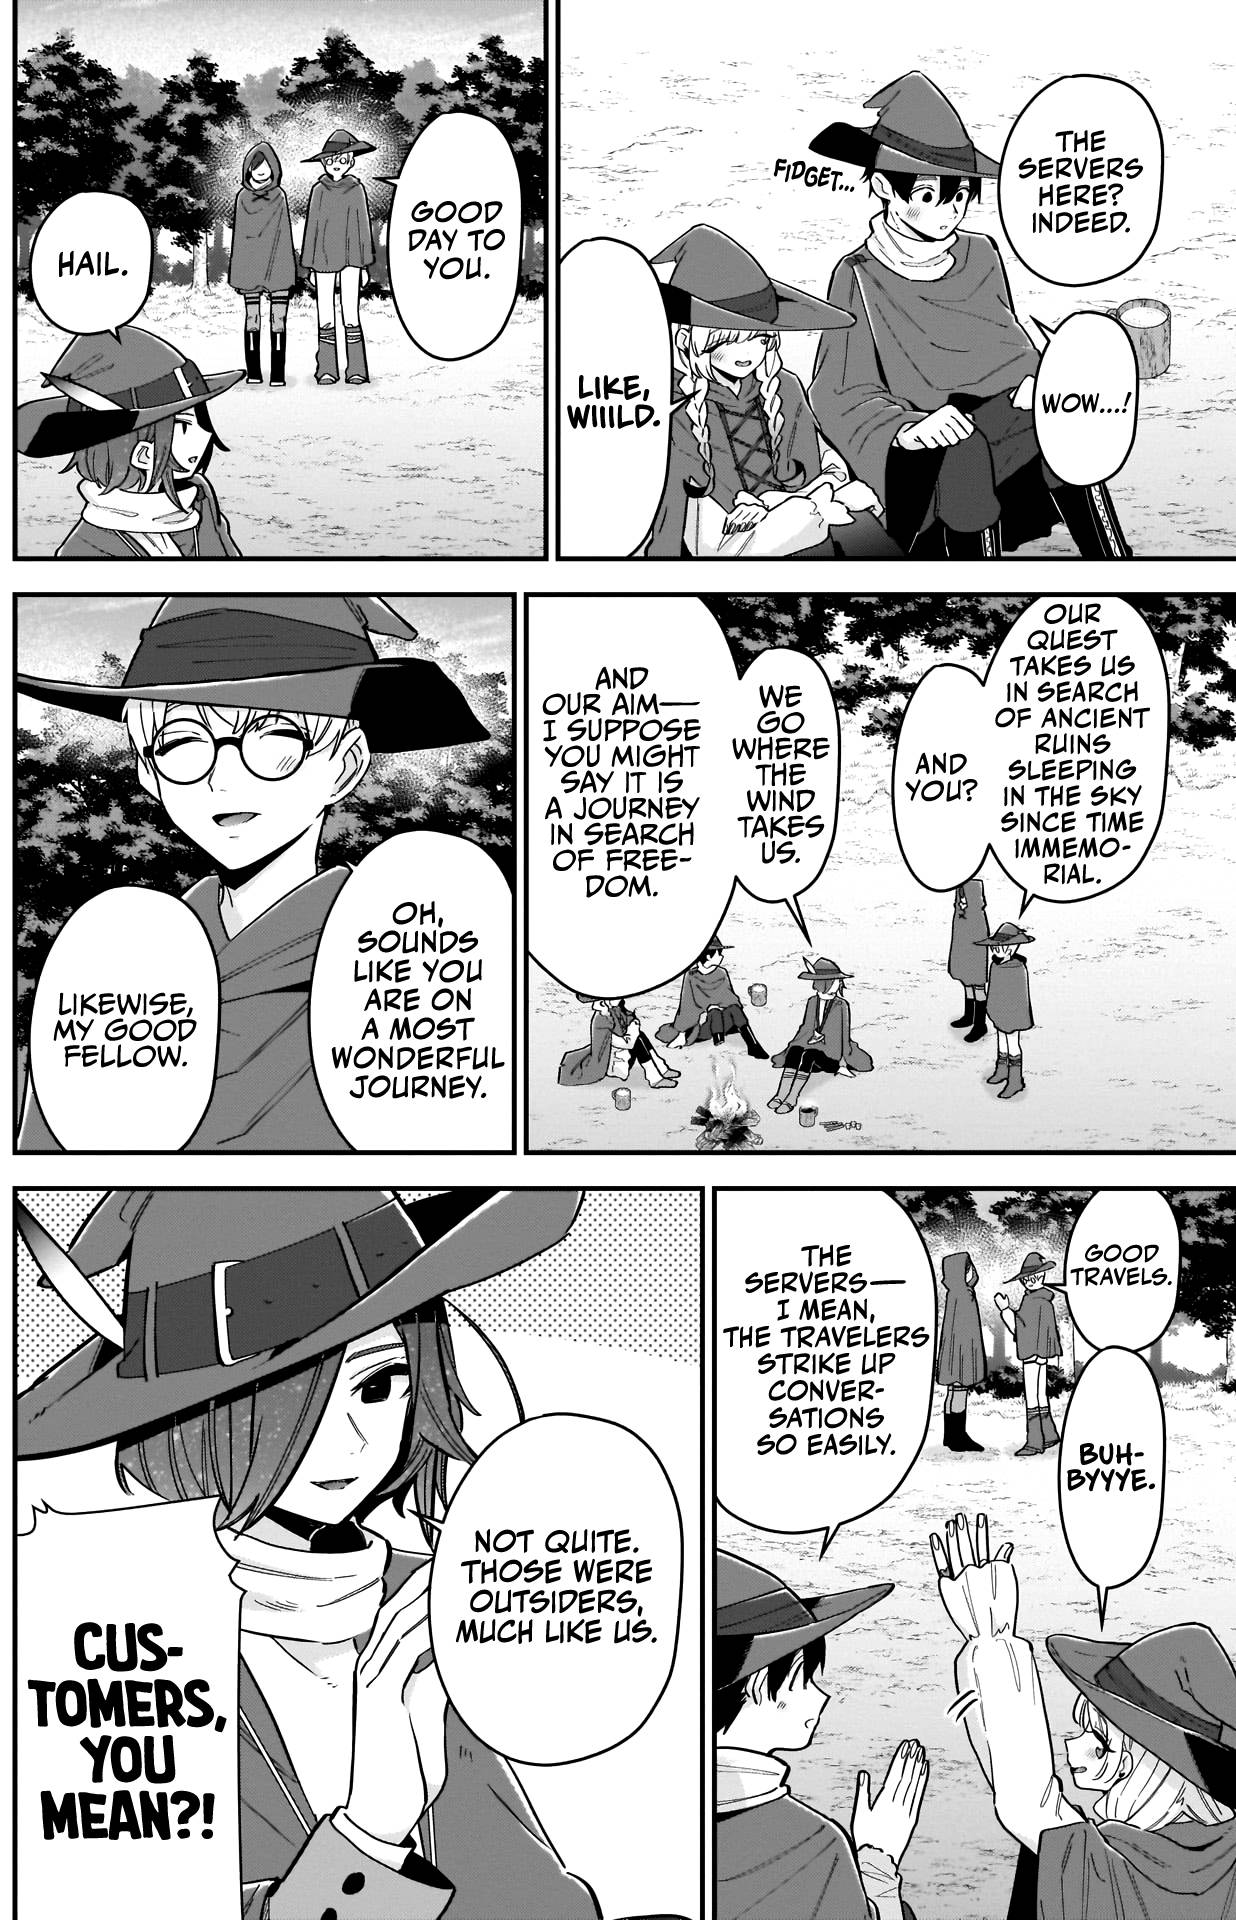 THE
SERVERS
HERE?
INDEED.
WOW...!
FIDGET...
LIKE,
WIIILD.
GOOD
DAY TO
YOU.
HAIL.
OUR
QUEST
TAKES US
IN SEARCH
OF ANCIENT
RUINS
SLEEPING
IN THE SKY
SINCE TIME
IMMEMO-
RIAL.
AND
YOU?
WE
GO
WHERE
THE
WIND
TAKES
US.
AND
OUR AIM—
I SUPPOSE
YOU MIGHT
SAY IT IS
A JOURNEY
IN SEARCH
OF FREE-
DOM.
OH,
SOUNDS
LIKE YOU
ARE ON
A MOST
WONDERFUL
JOURNEY.
LIKEWISE,
MY GOOD
FELLOW.
GOOD
TRAVELS.
BUH-
BYYYE.
THE
SERVERS—
I MEAN,
THE TRAVELERS
STRIKE UP
CONVER-
SATIONS
SO EASILY.
NOT QUITE.
THOSE WERE
OUTSIDERS,
MUCH LIKE US.
CUS-
TOMERS,
YOU
MEAN?!